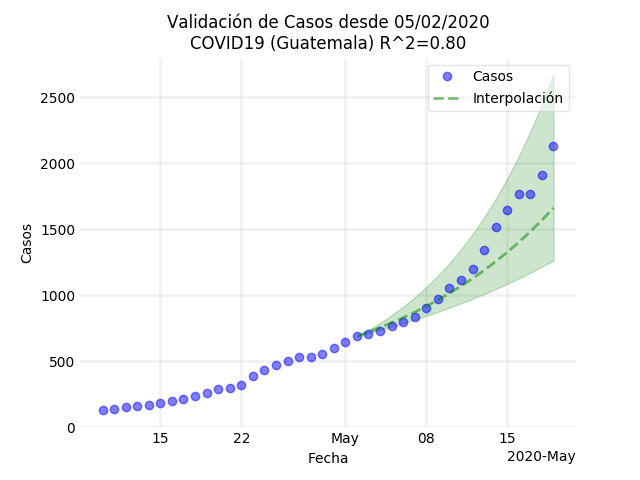 Validación de Casos desde 05/02/2020
COVID19 (Guatemala) R^2=0.80
Casos
Interpolación
2500
2000
1500
1000
500
0
Casos
15
22
May
08
15
Fecha
2020-May